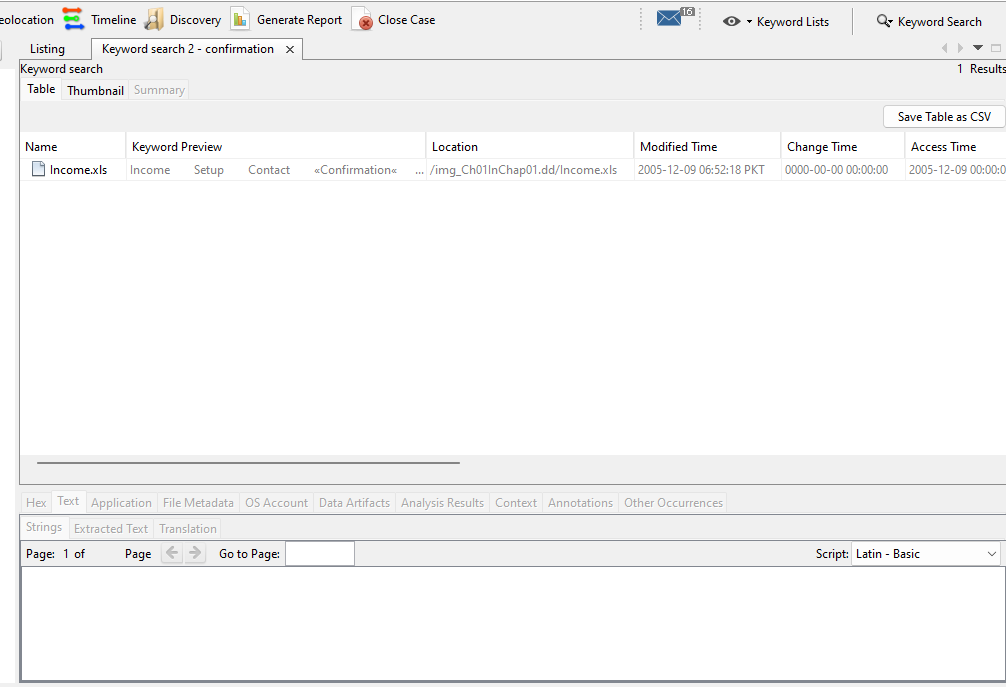 eolocation Timeline Discovery Generate Report Close Case 16 Keyword Lists Keyword Search
Listing Keyword search 2 - confirmation ✕
Keyword search 1 Results
Table Thumbnail Summary
Save Table as CSV
Name Keyword Preview Location Modified Time Change Time Access Time
Income.xls Income Setup Contact «Confirmation« ... /img_Ch01InChap01.dd/Income.xls 2005-12-09 06:52:18 PKT 0000-00-00 00:00:00 2005-12-09 00:00:0
Hex Text Application File Metadata OS Account Data Artifacts Analysis Results Context Annotations Other Occurrences
Strings Extracted Text Translation
Page: 1 of Page Go to Page: Script: Latin - Basic